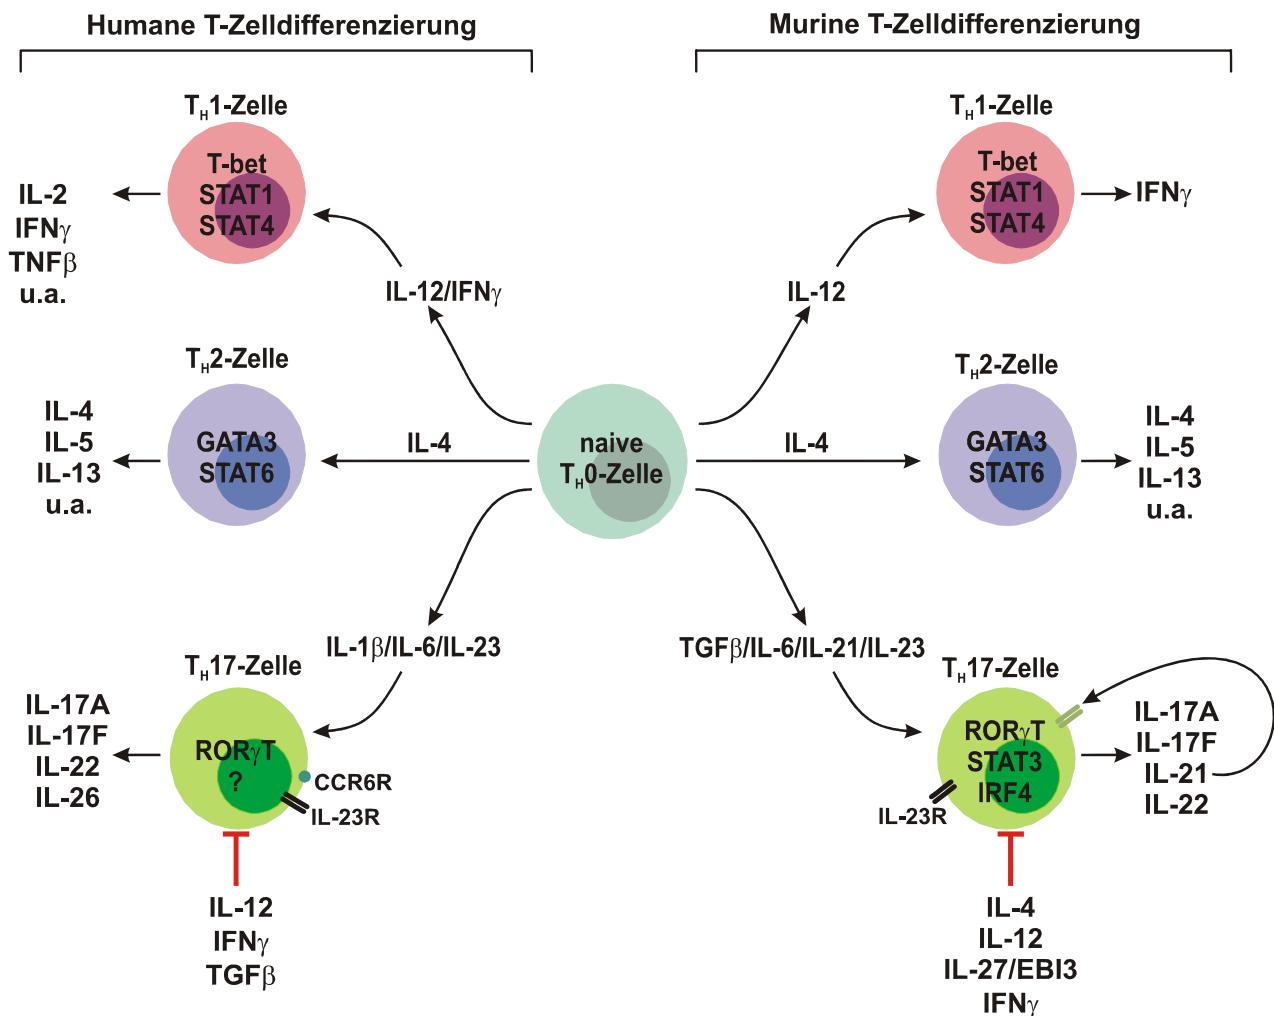 Humane T-Zelldifferenzierung
Murine T-Zelldifferenzierung
TH1-Zelle
T-bet
STAT1
STAT4
IL-2
IFNγ
TNFβ
u.a.
IL-12/IFNγ
TH2-Zelle
GATA3
STAT6
IL-4
IL-5
IL-13
u.a.
IL-4
naive
TH0-Zelle
IL-1β/IL-6/IL-23
TH17-Zelle
RORγT
?
CCR6R
IL-23R
IL-17A
IL-17F
IL-22
IL-26
IL-12
IFNγ
TGFβ
TH1-Zelle
T-bet
STAT1
STAT4
IFNγ
IL-12
TH2-Zelle
GATA3
STAT6
IL-4
IL-4
IL-5
IL-13
u.a.
TGFβ/IL-6/IL-21/IL-23
TH17-Zelle
RORγT
STAT3
IRF4
IL-23R
IL-17A
IL-17F
IL-21
IL-22
IL-4
IL-12
IL-27/EBI3
IFNγ